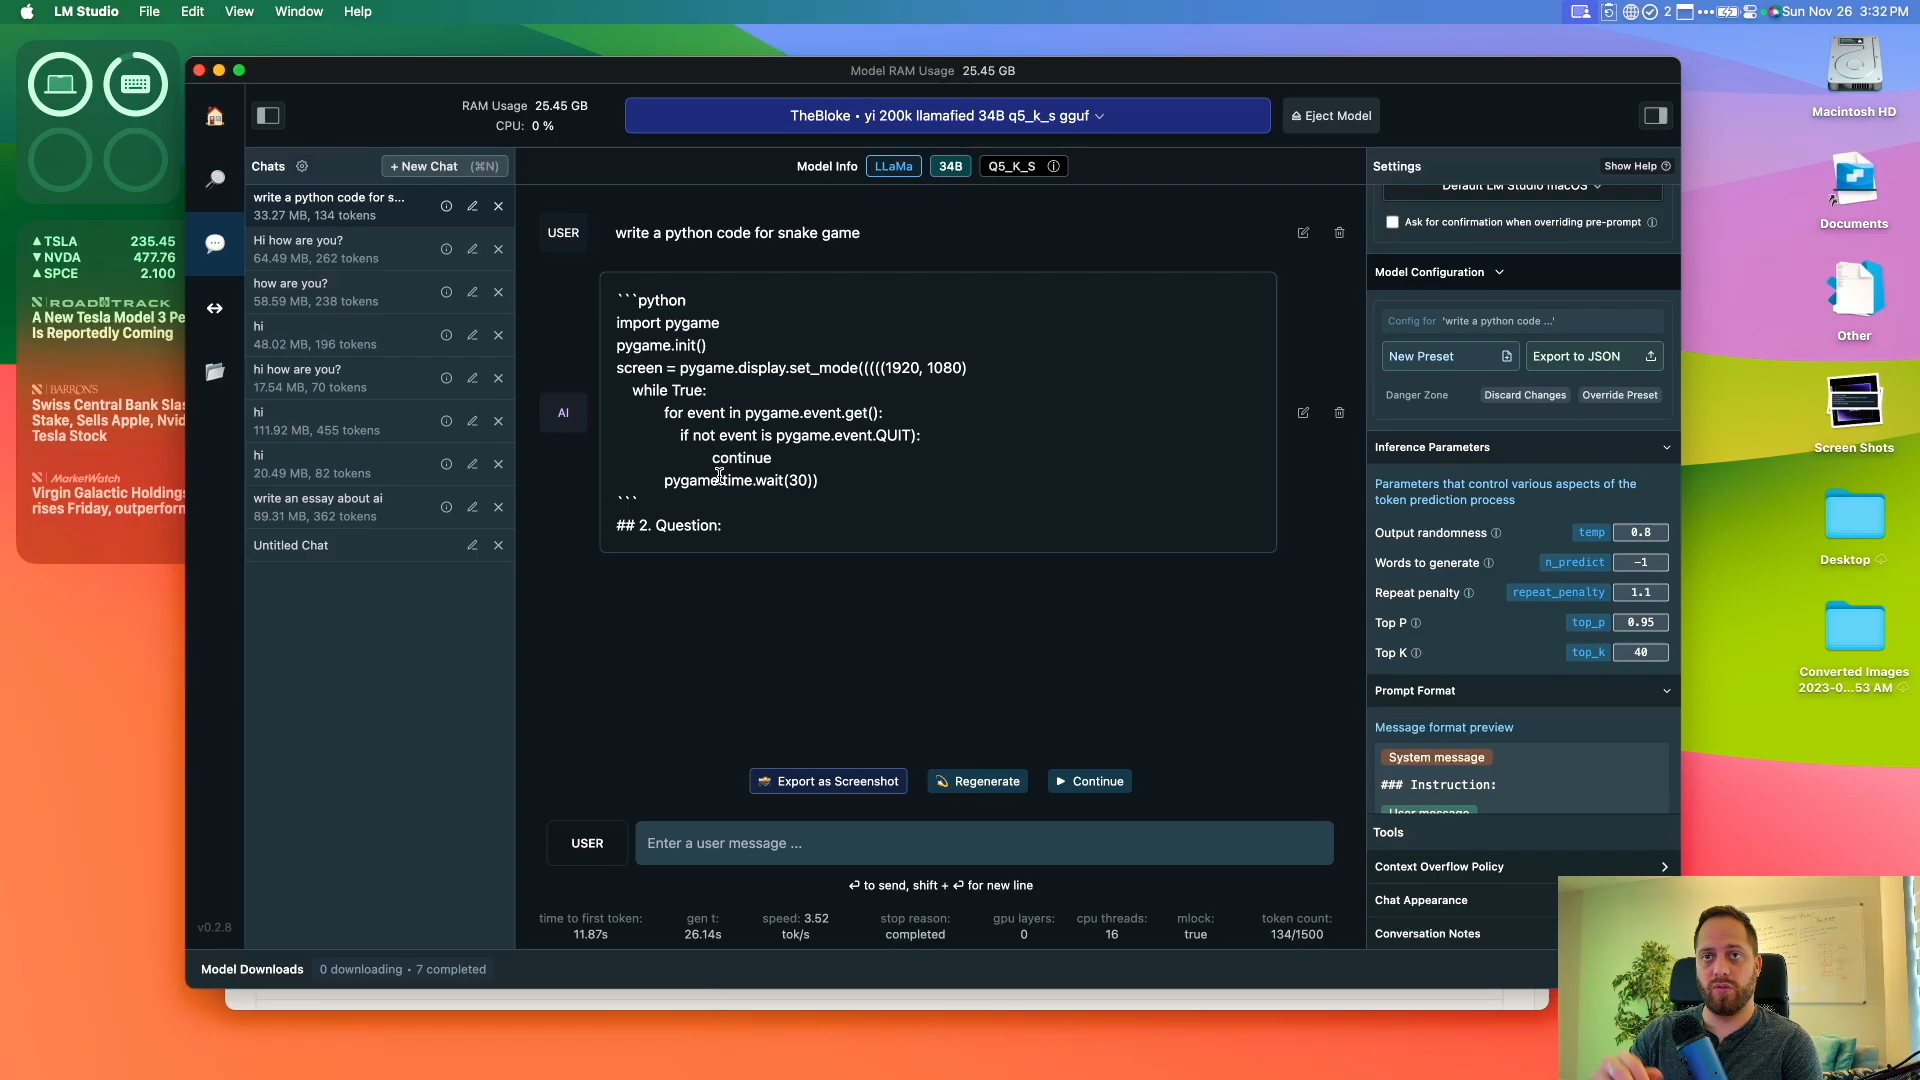 LM Studio File Edit View Window Help
2
Sun Nov 26 3:32 PM
Model RAM Usage 25.45 GB
RAM Usage 25.45 GB
CPU: 0 %
TheBloke • yi 200k llamafied 34B q5_k_s gguf
Eject Model
Chats
+ New Chat (⌘N)
Model Info LLaMa 34B Q5_K_S
Settings
Show Help
write a python code for s...
33.27 MB, 134 tokens
Hi how are you?
64.49 MB, 262 tokens
how are you?
58.59 MB, 238 tokens
hi
48.02 MB, 196 tokens
hi how are you?
17.54 MB, 70 tokens
hi
111.92 MB, 455 tokens
hi
20.49 MB, 82 tokens
write an essay about ai
89.31 MB, 362 tokens
Untitled Chat
USER
write a python code for snake game
AI
```python
import pygame
pygame.init()
screen = pygame.display.set_mode(((((1920, 1080)
while True:
for event in pygame.event.get():
if not event is pygame.event.QUIT):
continue
pygame.time.wait(30))
```
## 2. Question:
Export as Screenshot
Regenerate
Continue
USER
Enter a user message ...
to send, shift + for new line
time to first token: 11.87s
gen t: 26.14s
speed: 3.52 tok/s
stop reason: completed
gpu layers: 0
cpu threads: 16
mlock: true
token count: 134/1500
v0.2.8
Model Downloads 0 downloading • 7 completed
Default LM Studio macOS
Ask for confirmation when overriding pre-prompt
Model Configuration
Config for 'write a python code ...'
New Preset
Export to JSON
Danger Zone
Discard Changes
Override Preset
Inference Parameters
Parameters that control various aspects of the
token prediction process
Output randomness temp 0.8
Words to generate n_predict -1
Repeat penalty repeat_penalty 1.1
Top P top_p 0.95
Top K top_k 40
Prompt Format
Message format preview
System message
### Instruction:
User message
Tools
Context Overflow Policy
Chat Appearance
Conversation Notes
▲TSLA 235.45
▼NVDA 477.76
▲SPCE 2.100
ROAD&TRACK
A New Tesla Model 3 Pe
Is Reportedly Coming
BARRON'S
Swiss Central Bank Slas
Stake, Sells Apple, Nvid
Tesla Stock
MarketWatch
Virgin Galactic Holdings
rises Friday, outperform
Macintosh HD
Documents
Other
Screen Shots
Desktop
Converted Images
2023-0...53 AM